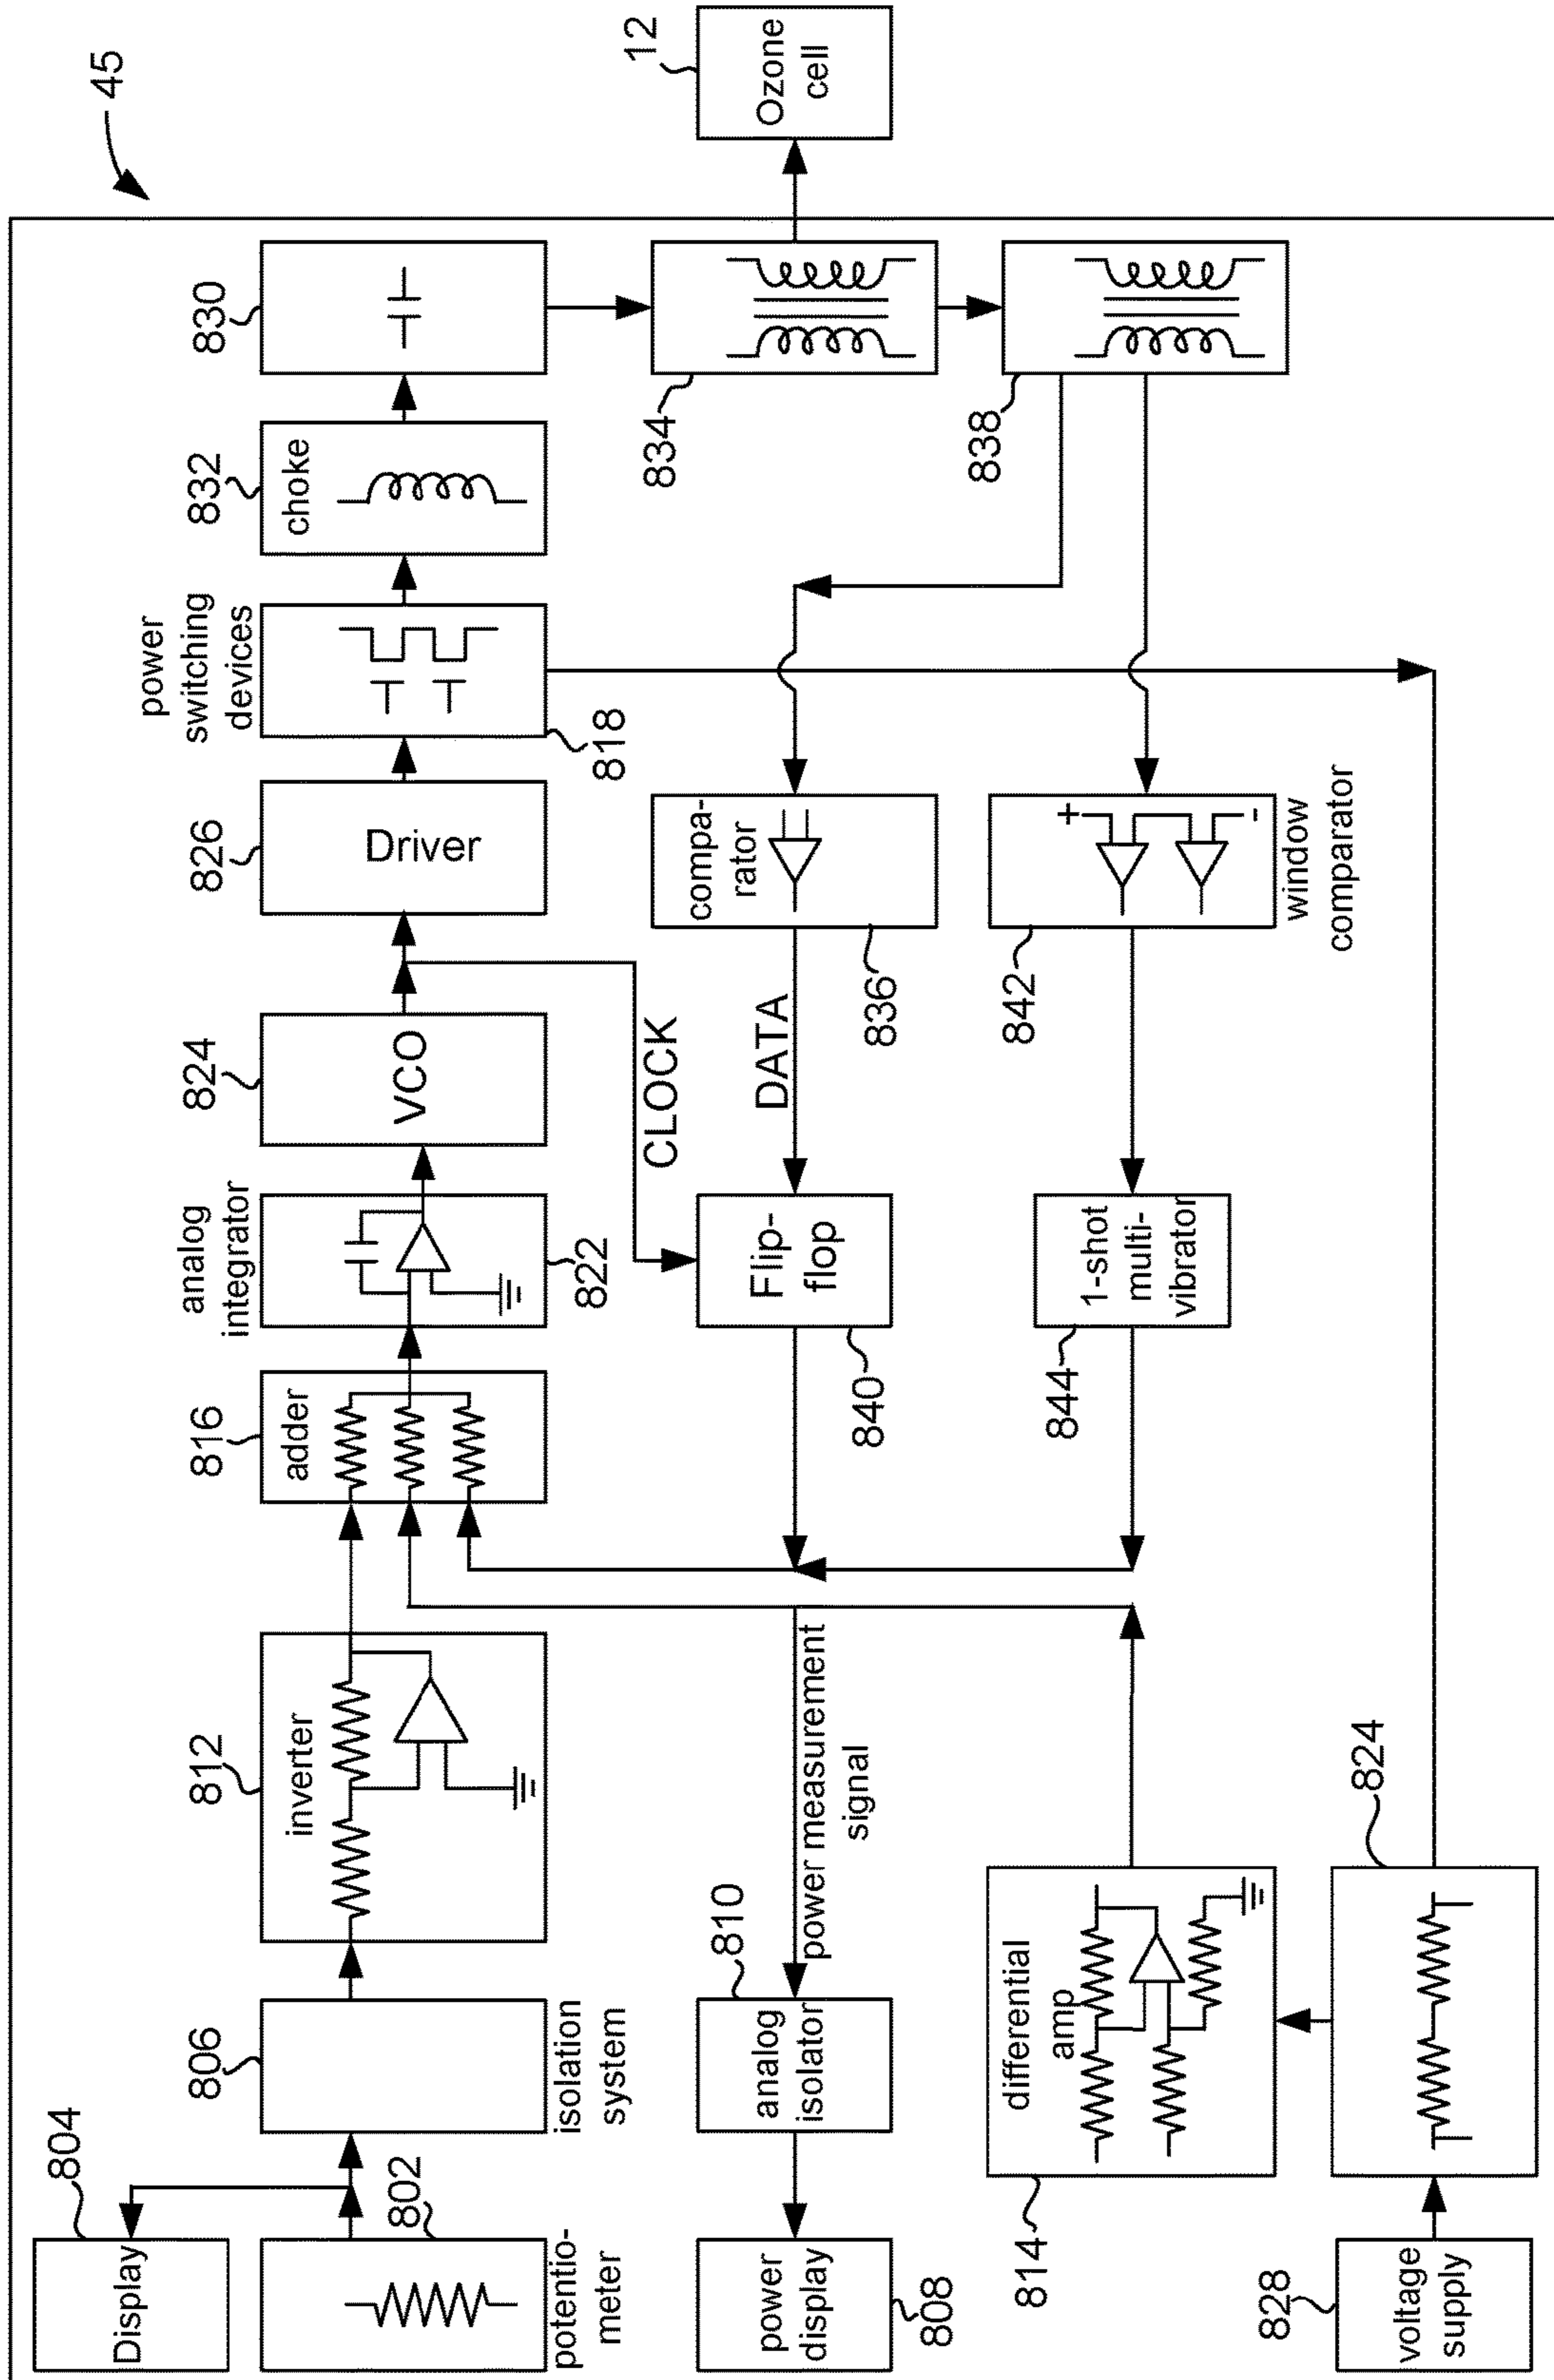 45
804
Display
802
potentio-
meter
806
isolation
system
812
inverter
816
adder
analog
integrator
822
824
VCO
826
Driver
power
switching
devices
818
832
choke
830
12
Ozone
cell
834
838
CLOCK
DATA
compa-
rator
836
842
window
comparator
Flip-
flop
840
1-shot
multi-
vibrator
844
power measurement
signal
810
analog
isolator
power
display
808
differential
amp
814
824
828
voltage
supply
+
-